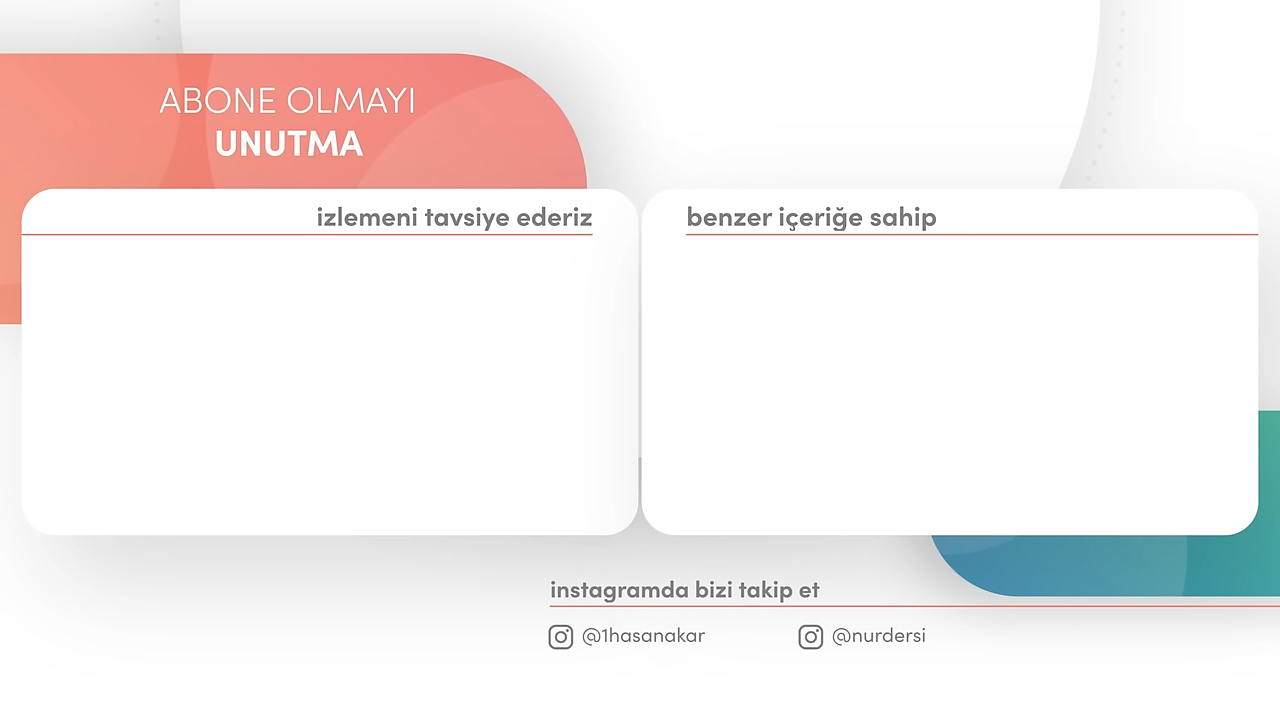 ABONE OLMAYI
UNUTMA
izlemeni tavsiye ederiz
benzer içeriğe sahip
instagramda bizi takip et
@1hasanakar
@nurdersi